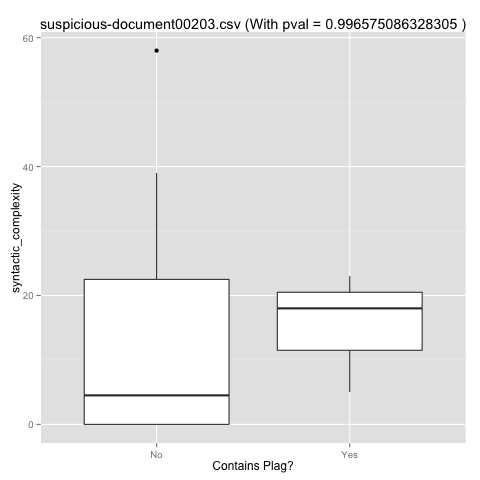 suspicious-document00203.csv (With pval = 0.996575086328305 )
60
40
20
0
syntactic_complexity
No
Yes
Contains Plag?